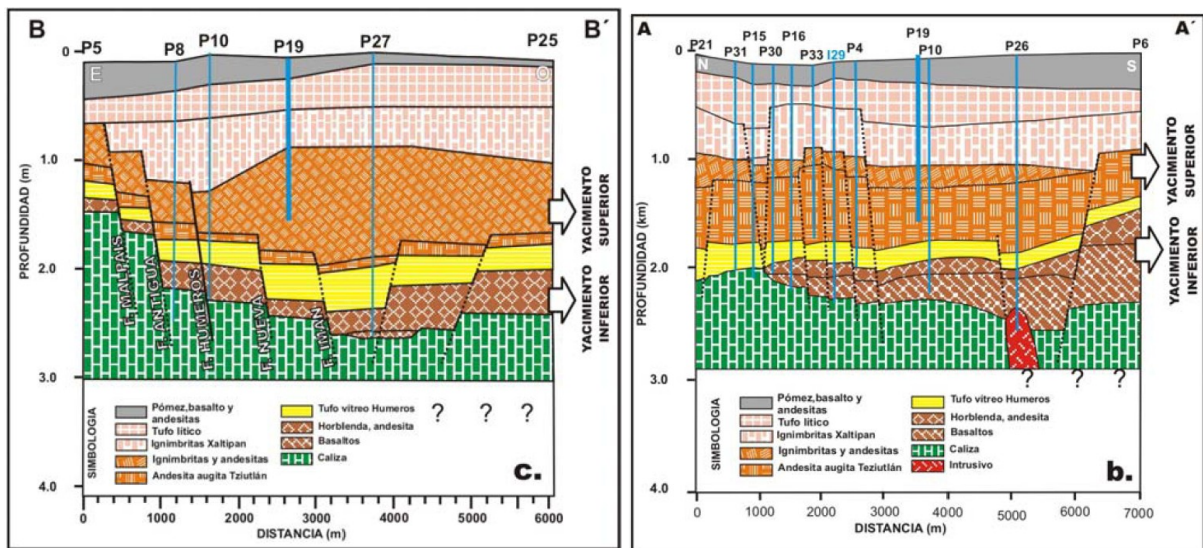 B
B´
P5
P8
P10
P19
P27
P25
E
O
0
1.0
2.0
3.0
4.0
PROFUNDIDAD (m)
F. MALPAIS
F. ANTIGUA
F. HUMEROS
F. NUEVA
F. IMAN
YACIMIENTO
SUPERIOR
YACIMIENTO
INFERIOR
SIMBOLOGIA
Pómez,basalto y
andesitas
Tufo lítico
Ignimbritas Xaltipan
Ignimbritas y andesitas
Andesita augita Tziutlán
Tufo vitreo Humeros
Horblenda, andesita
Basaltos
Caliza
? ? ?
c.
0 1000 2000 3000 4000 5000 6000
DISTANCIA (m)
A
A´
P21
P31
P15
P30
P16
P33
I29
P4
P19
P10
P26
P6
N
S
0
1.0
2.0
3.0
4.0
PROFUNDIDAD (km)
YACIMIENTO
SUPERIOR
YACIMIENTO
INFERIOR
? ? ?
SIMBOLOGIA
Pómez,basalto y
andesitas
Tufo lítico
Ignimbritas Xaltipan
Ignimbritas y andesitas
Andesita augita Teziutlán
Tufo vitreo Humeros
Horblenda, andesita
Basaltos
Caliza
Intrusivo
b.
0 1000 2000 3000 4000 5000 6000 7000
DISTANCIA (m)